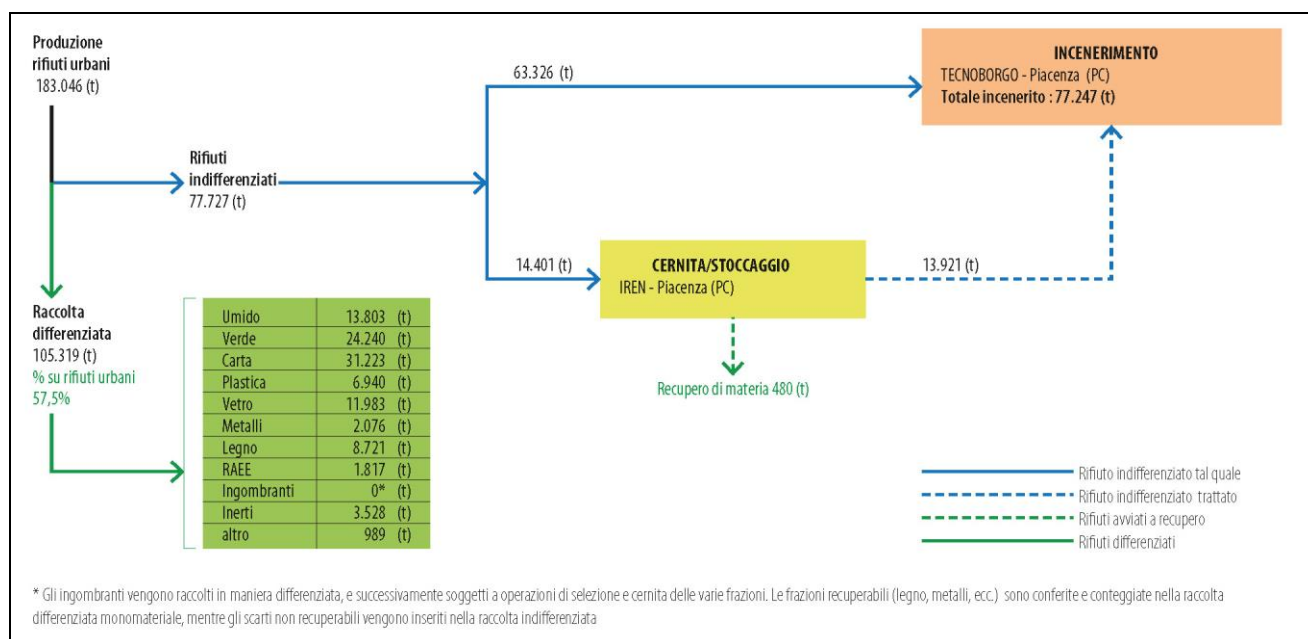 Produzione
rifiuti urbani
183.046 (t)
63.326 (t)
INCENERIMENTO
TECNOBORGO - Piacenza (PC)
Totale incenerito : 77.247 (t)
Rifiuti
indifferenziati
77.727 (t)
14.401 (t)
CERNITA/STOCCAGGIO
IREN - Piacenza (PC)
13.921 (t)
Recupero di materia 480 (t)
Raccolta
differenziata
105.319 (t)
% su rifiuti urbani
57,5%
Umido 13.803 (t)
Verde 24.240 (t)
Carta 31.223 (t)
Plastica 6.940 (t)
Vetro 11.983 (t)
Metalli 2.076 (t)
Legno 8.721 (t)
RAEE 1.817 (t)
Ingombranti 0* (t)
Inerti 3.528 (t)
altro 989 (t)
Rifiuto indifferenziato tal quale
Rifiuto indifferenziato trattato
Rifiuti avviati a recupero
Rifiuti differenziati
* Gli ingombranti vengono raccolti in maniera differenziata, e successivamente soggetti a operazioni di selezione e cernita delle varie frazioni. Le frazioni recuperabili (legno, metalli, ecc.) sono conferite e conteggiate nella raccolta
differenziata monomateriale, mentre gli scarti non recuperabili vengono inseriti nella raccolta indifferenziata